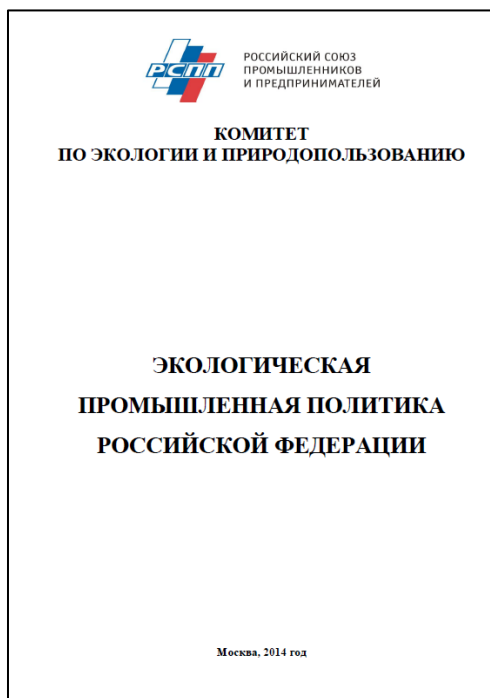 РСПП
РОССИЙСКИЙ СОЮЗ
ПРОМЫШЛЕННИКОВ
И ПРЕДПРИНИМАТЕЛЕЙ
КОМИТЕТ
ПО ЭКОЛОГИИ И ПРИРОДОПОЛЬЗОВАНИЮ
ЭКОЛОГИЧЕСКАЯ
ПРОМЫШЛЕННАЯ ПОЛИТИКА
РОССИЙСКОЙ ФЕДЕРАЦИИ
Москва, 2014 год